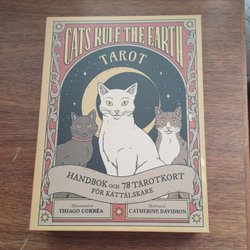 CATS RULE THE EARTH
TAROT
HANDBOK OCH 78 TAROTKORT
FÖR KATTÄLSKARE
Illustrerad av
THIAGO CORRÊA
Skriven av
CATHERINE DAVIDSON